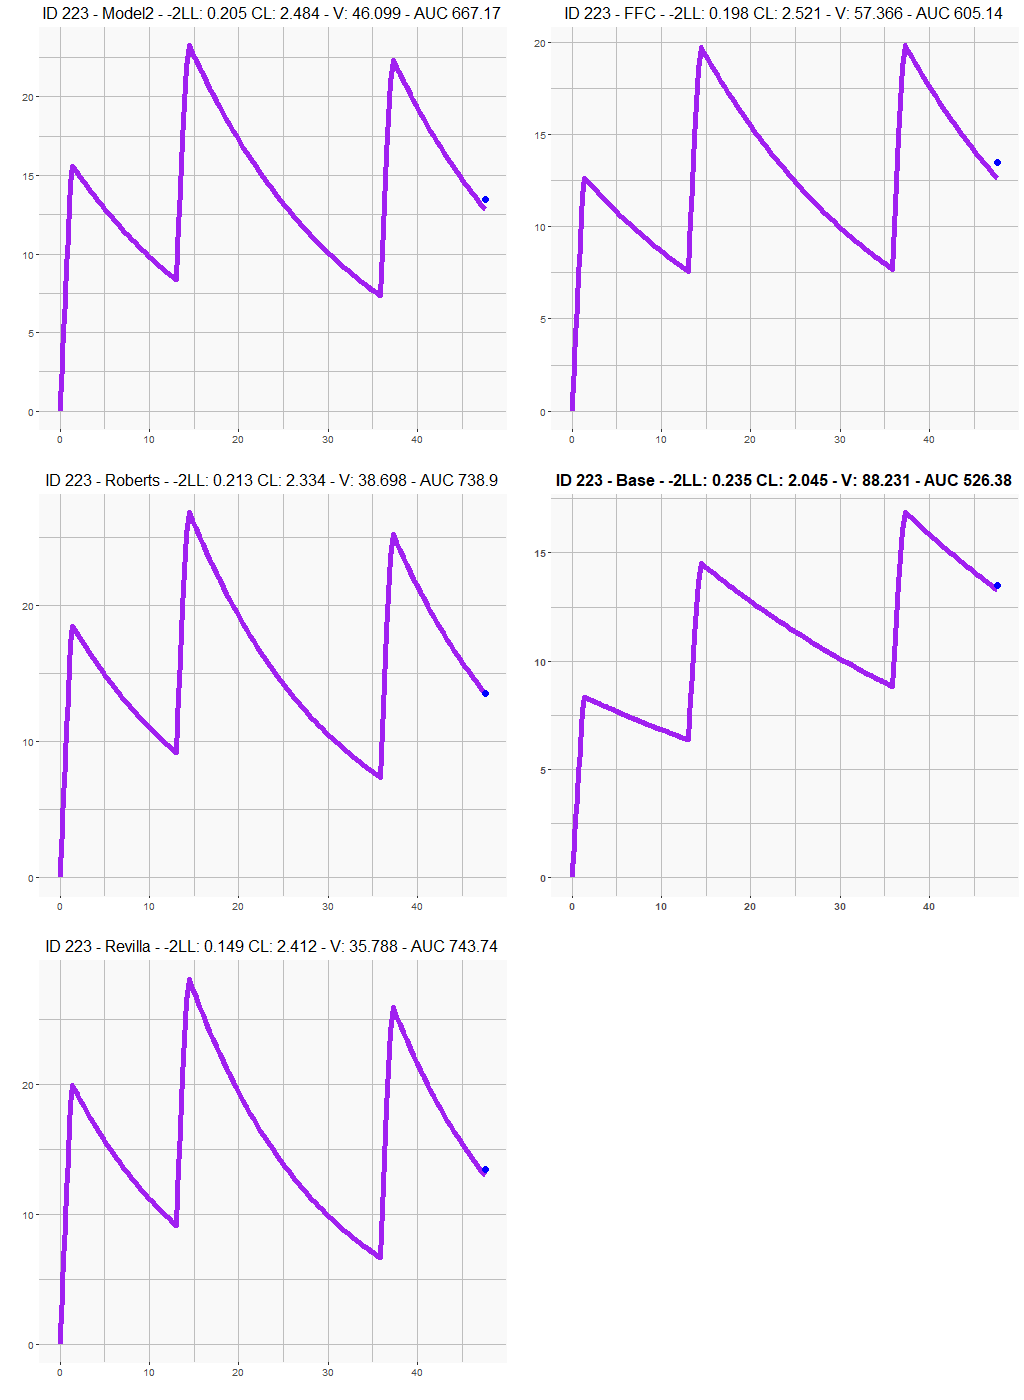 ID 223 - Model2 - -2LL: 0.205 CL: 2.484 - V: 46.099 - AUC 667.17
20
15
10
5
0
0 10 20 30 40
ID 223 - FFC - -2LL: 0.198 CL: 2.521 - V: 57.366 - AUC 605.14
20
15
10
5
0
0 10 20 30 40
ID 223 - Roberts - -2LL: 0.213 CL: 2.334 - V: 38.698 - AUC 738.9
20
10
0
0 10 20 30 40
ID 223 - Base - -2LL: 0.235 CL: 2.045 - V: 88.231 - AUC 526.38
15
10
5
0
0 10 20 30 40
ID 223 - Revilla - -2LL: 0.149 CL: 2.412 - V: 35.788 - AUC 743.74
20
10
0
0 10 20 30 40